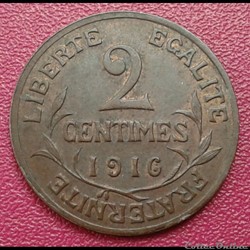 LIBERTE EGALITE
FRATERNITE
2
CENTIMES
1916